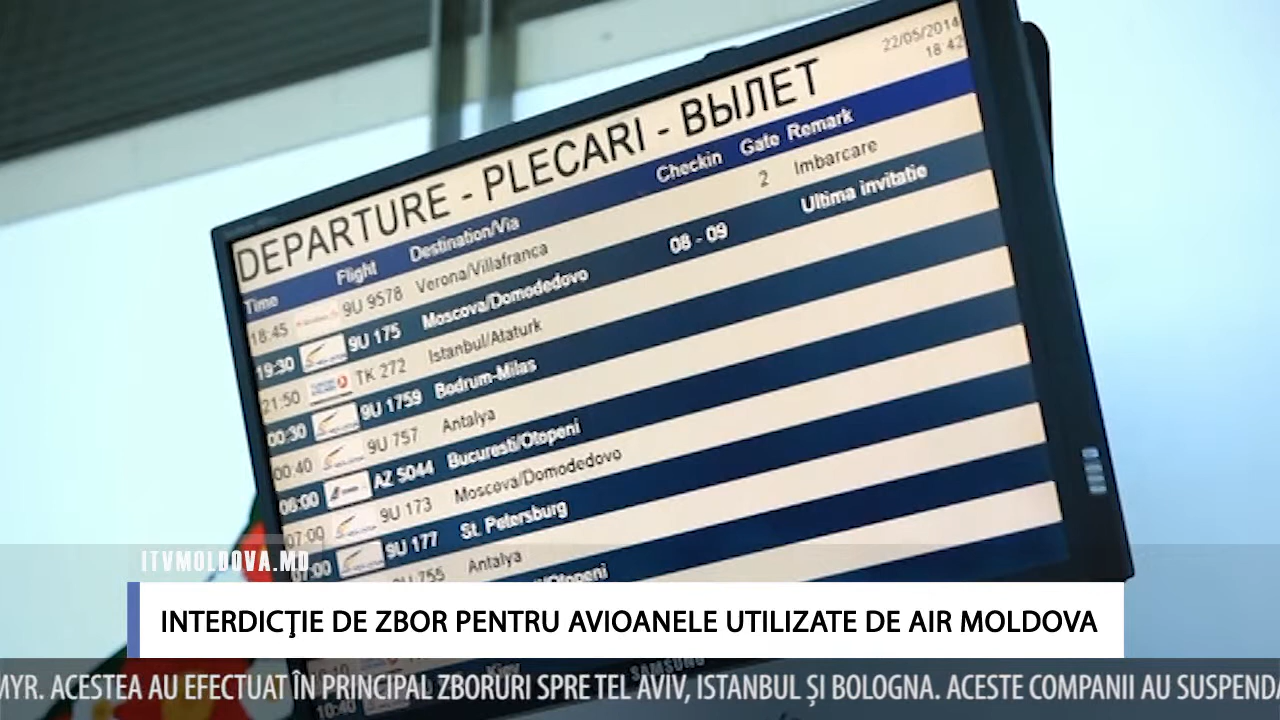 22/05/2014
18 42
DEPARTURE - PLECARI - ВЫЛЕТ
Time Flight Destination/Via Checkin Gate Remark
18:45 9U 9578 Verona/Villafranca 2 Imbarcare
19:30 9U 175 Moscova/Domodedovo 08 - 09 Ultima invitatie
21:50 TK 272 Istanbul/Ataturk
00:30 9U 1759 Bodrum-Milas
00:40 9U 757 Antalya
06:00 AZ 5044 Bucuresti/Otopeni
07:00 9U 173 Moscova/Domodedovo
07:00 9U 177 St. Petersburg
9U 755 Antalya
/Otopeni
ITVMOLDOVA.MD
INTERDICŢIE DE ZBOR PENTRU AVIOANELE UTILIZATE DE AIR MOLDOVA
SAMSUNG
MYR. ACESTEA AU EFECTUAT ÎN PRINCIPAL ZBORURI SPRE TEL AVIV, ISTANBUL ȘI BOLOGNA. ACESTE COMPANII AU SUSPENDA
10:40